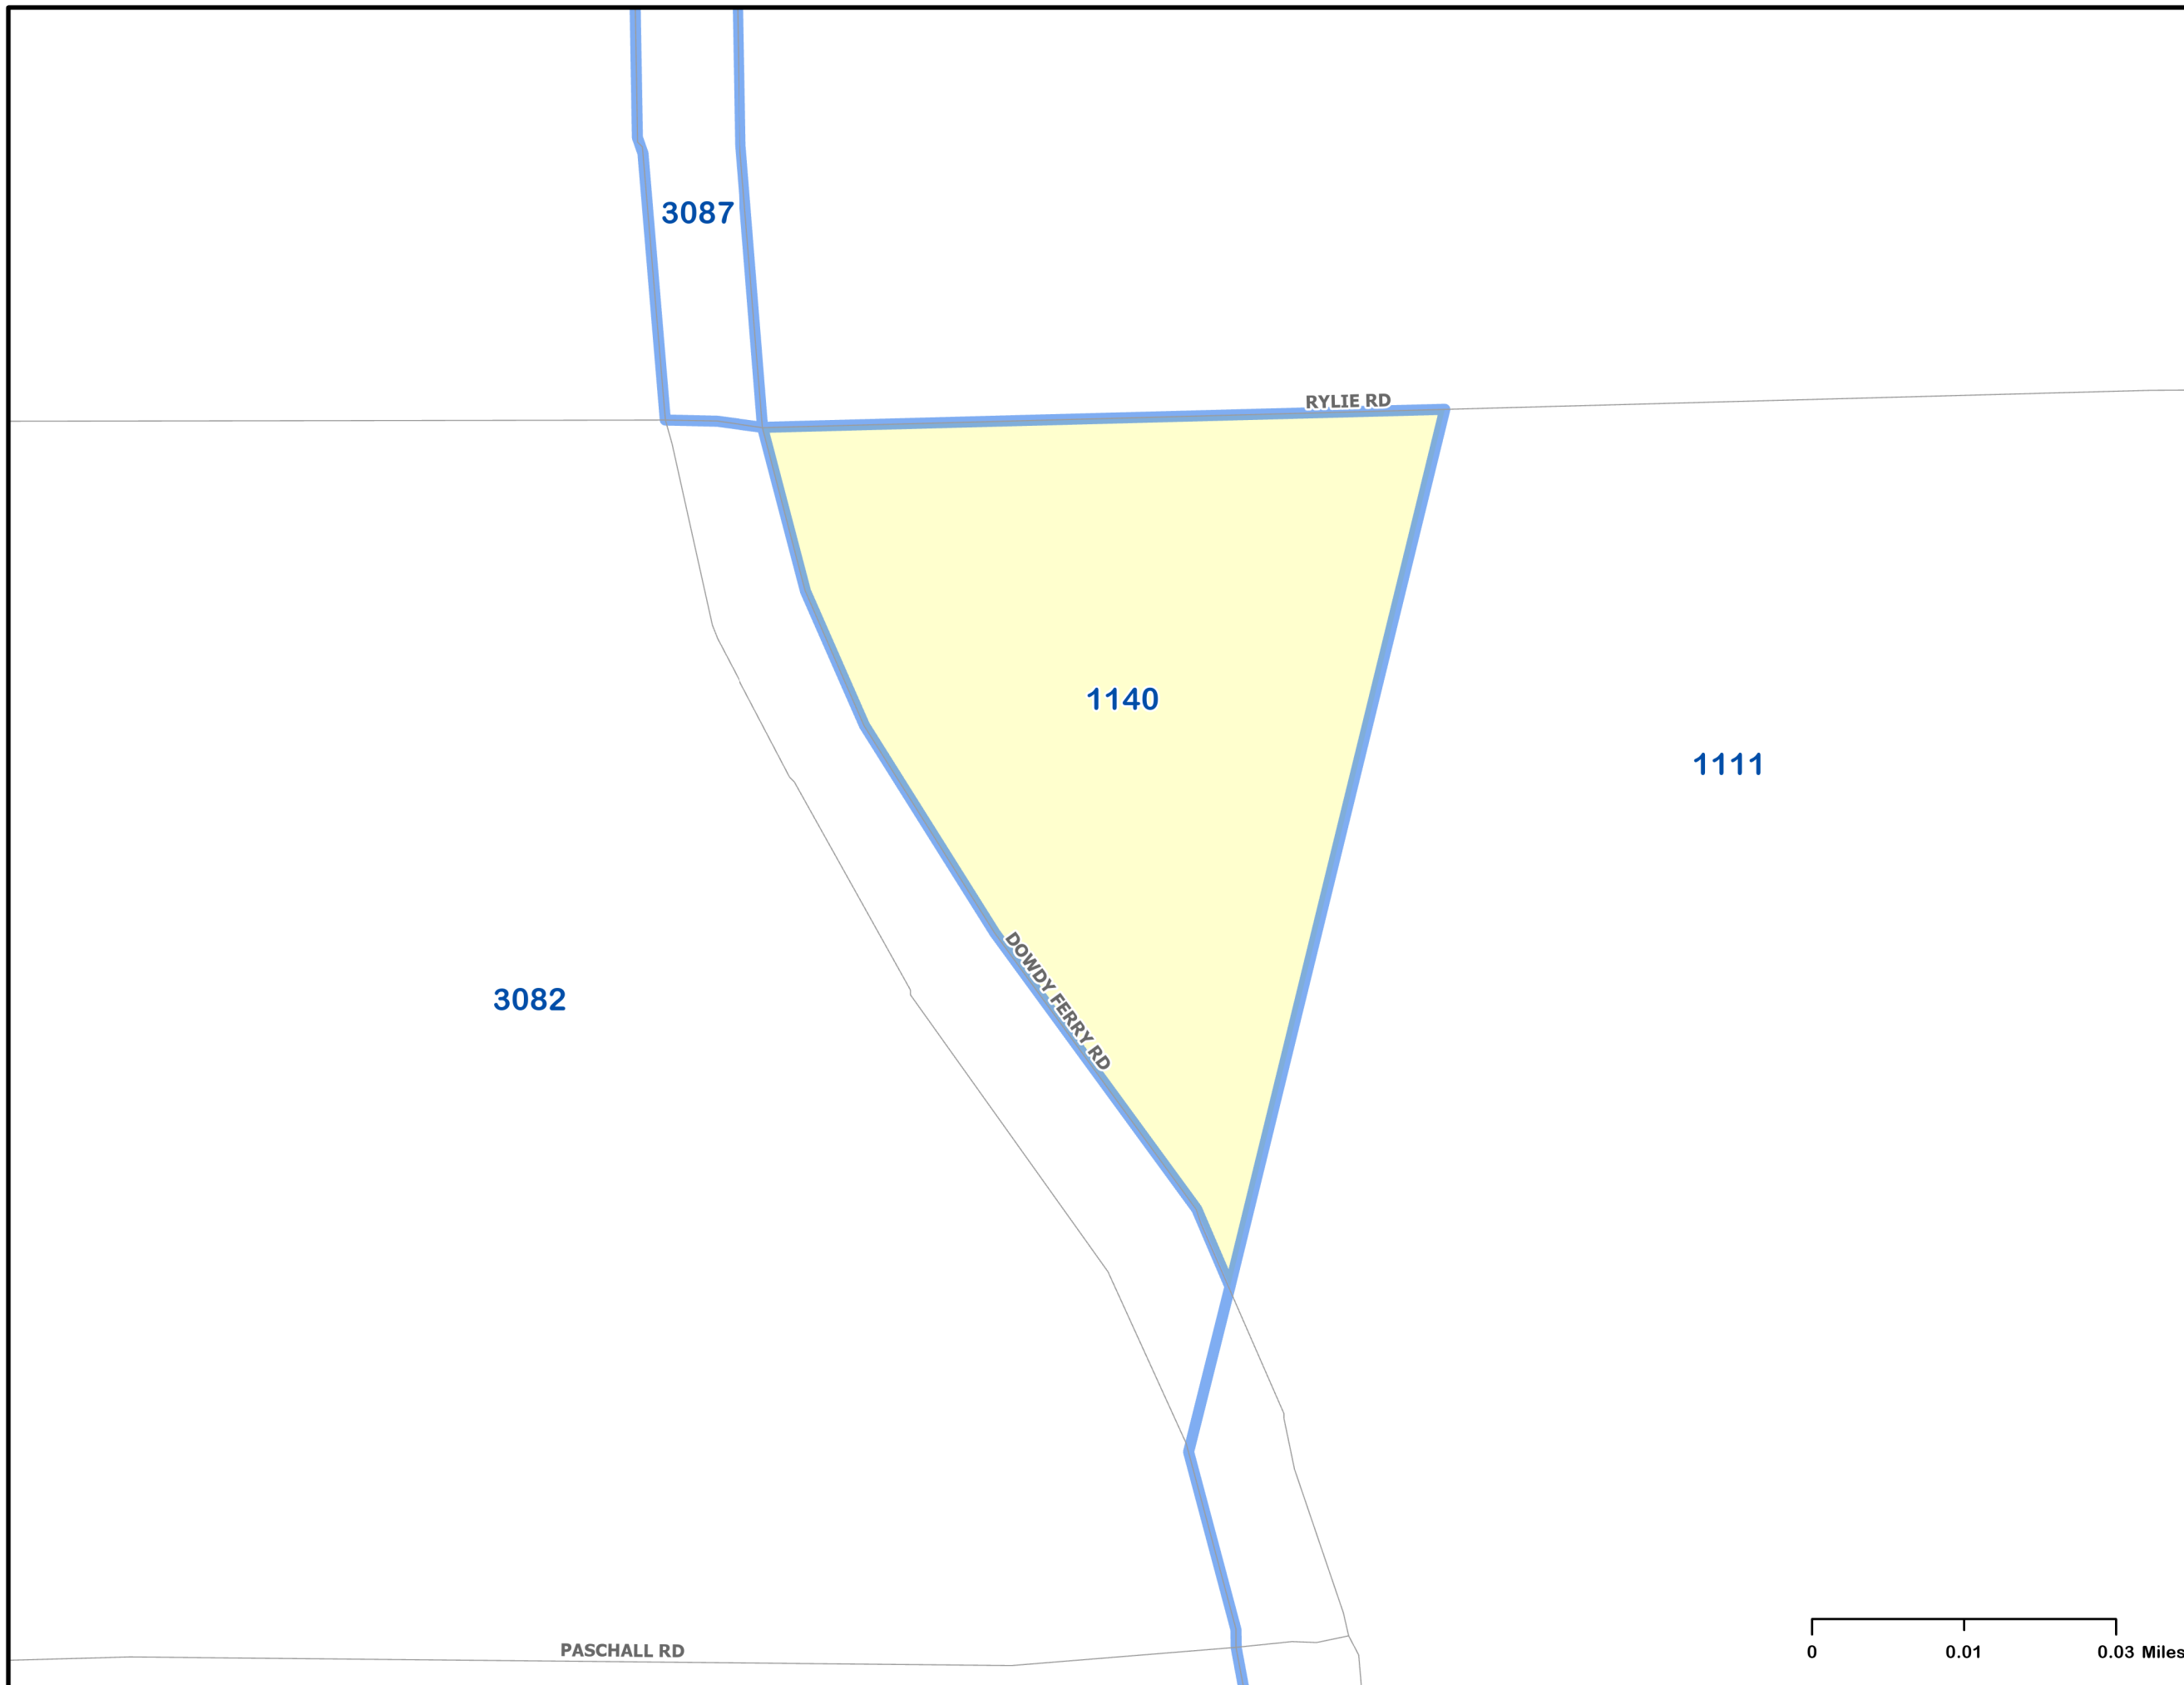 3087
RYLIE RD
1140
1111
3082
DOWDY FERRY RD
PASCHALL RD
0 0.01 0.03 Miles